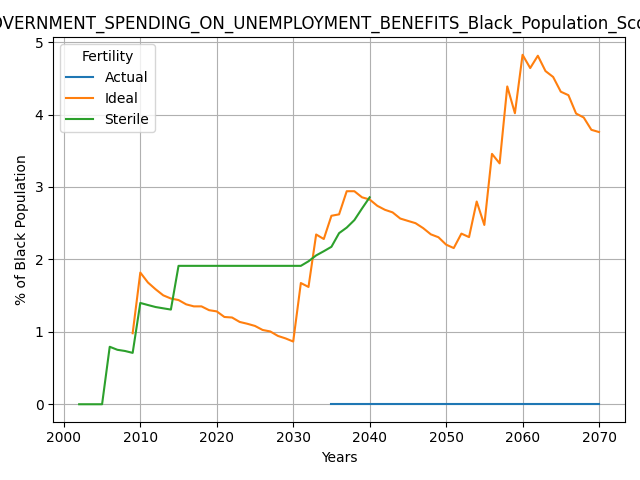 OVERNMENT_SPENDING_ON_UNEMPLOYMENT_BENEFITS_Black_Population_Sco
Fertility
Actual
Ideal
Sterile
% of Black Population
5
4
3
2
1
0
2000 2010 2020 2030 2040 2050 2060 2070
Years